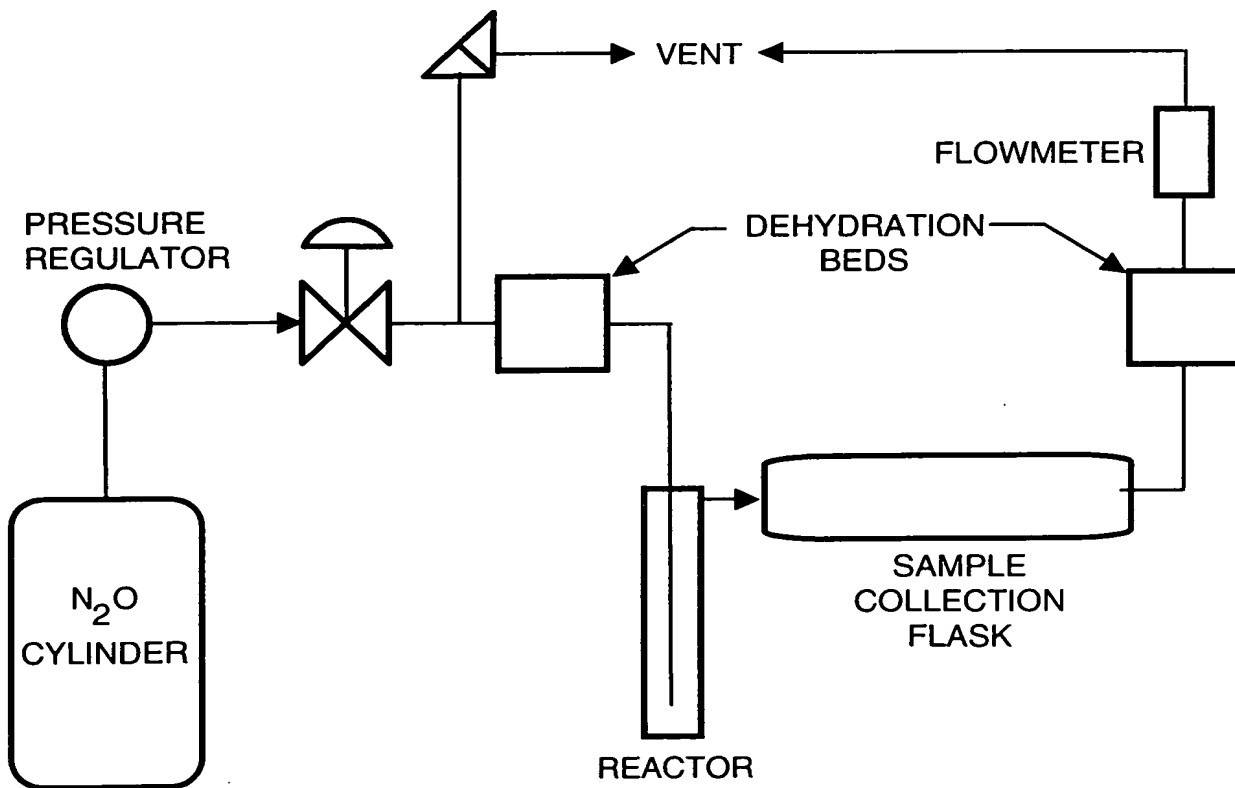 VENT
FLOWMETER
PRESSURE
REGULATOR
DEHYDRATION
BEDS
N₂O
CYLINDER
SAMPLE
COLLECTION
FLASK
REACTOR